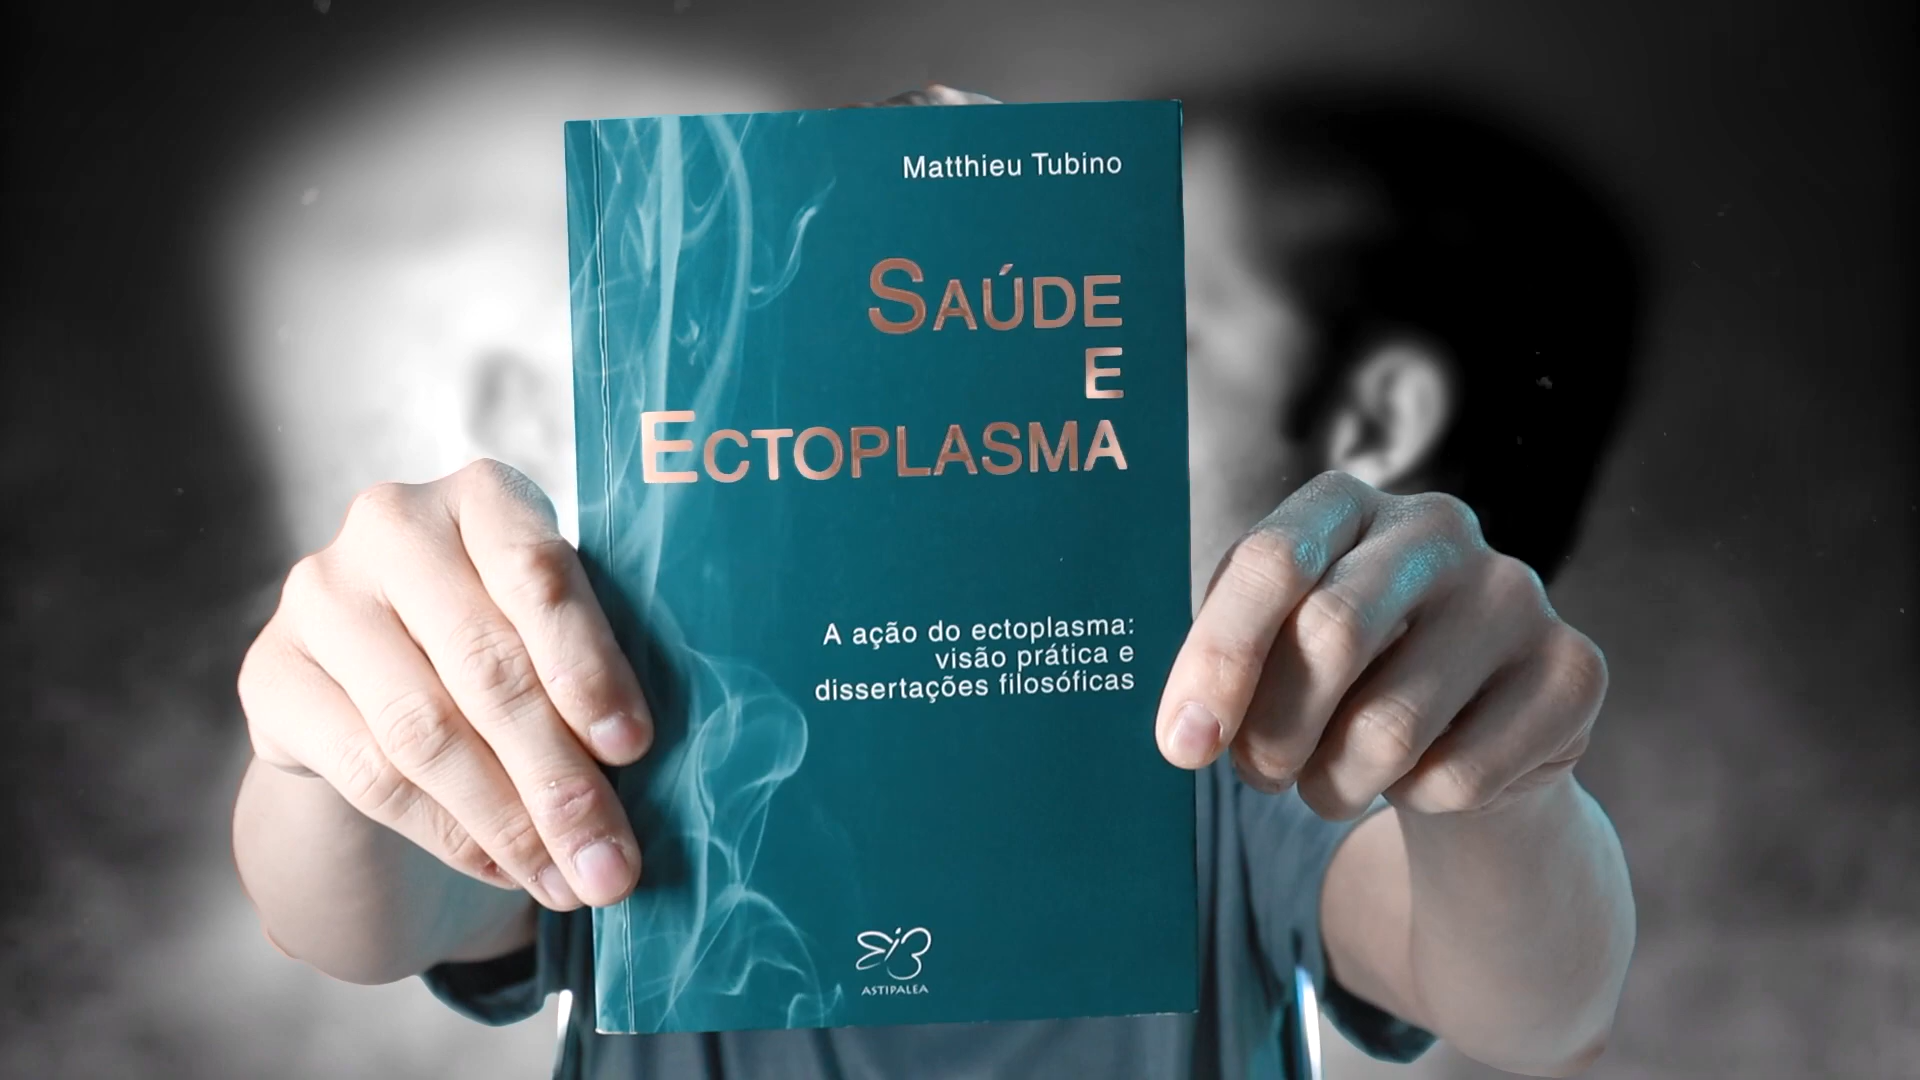 Matthieu Tubino
SAÚDE
E
ECTOPLASMA
A ação do ectoplasma:
visão prática e
dissertações filosóficas
ASTIPALEA